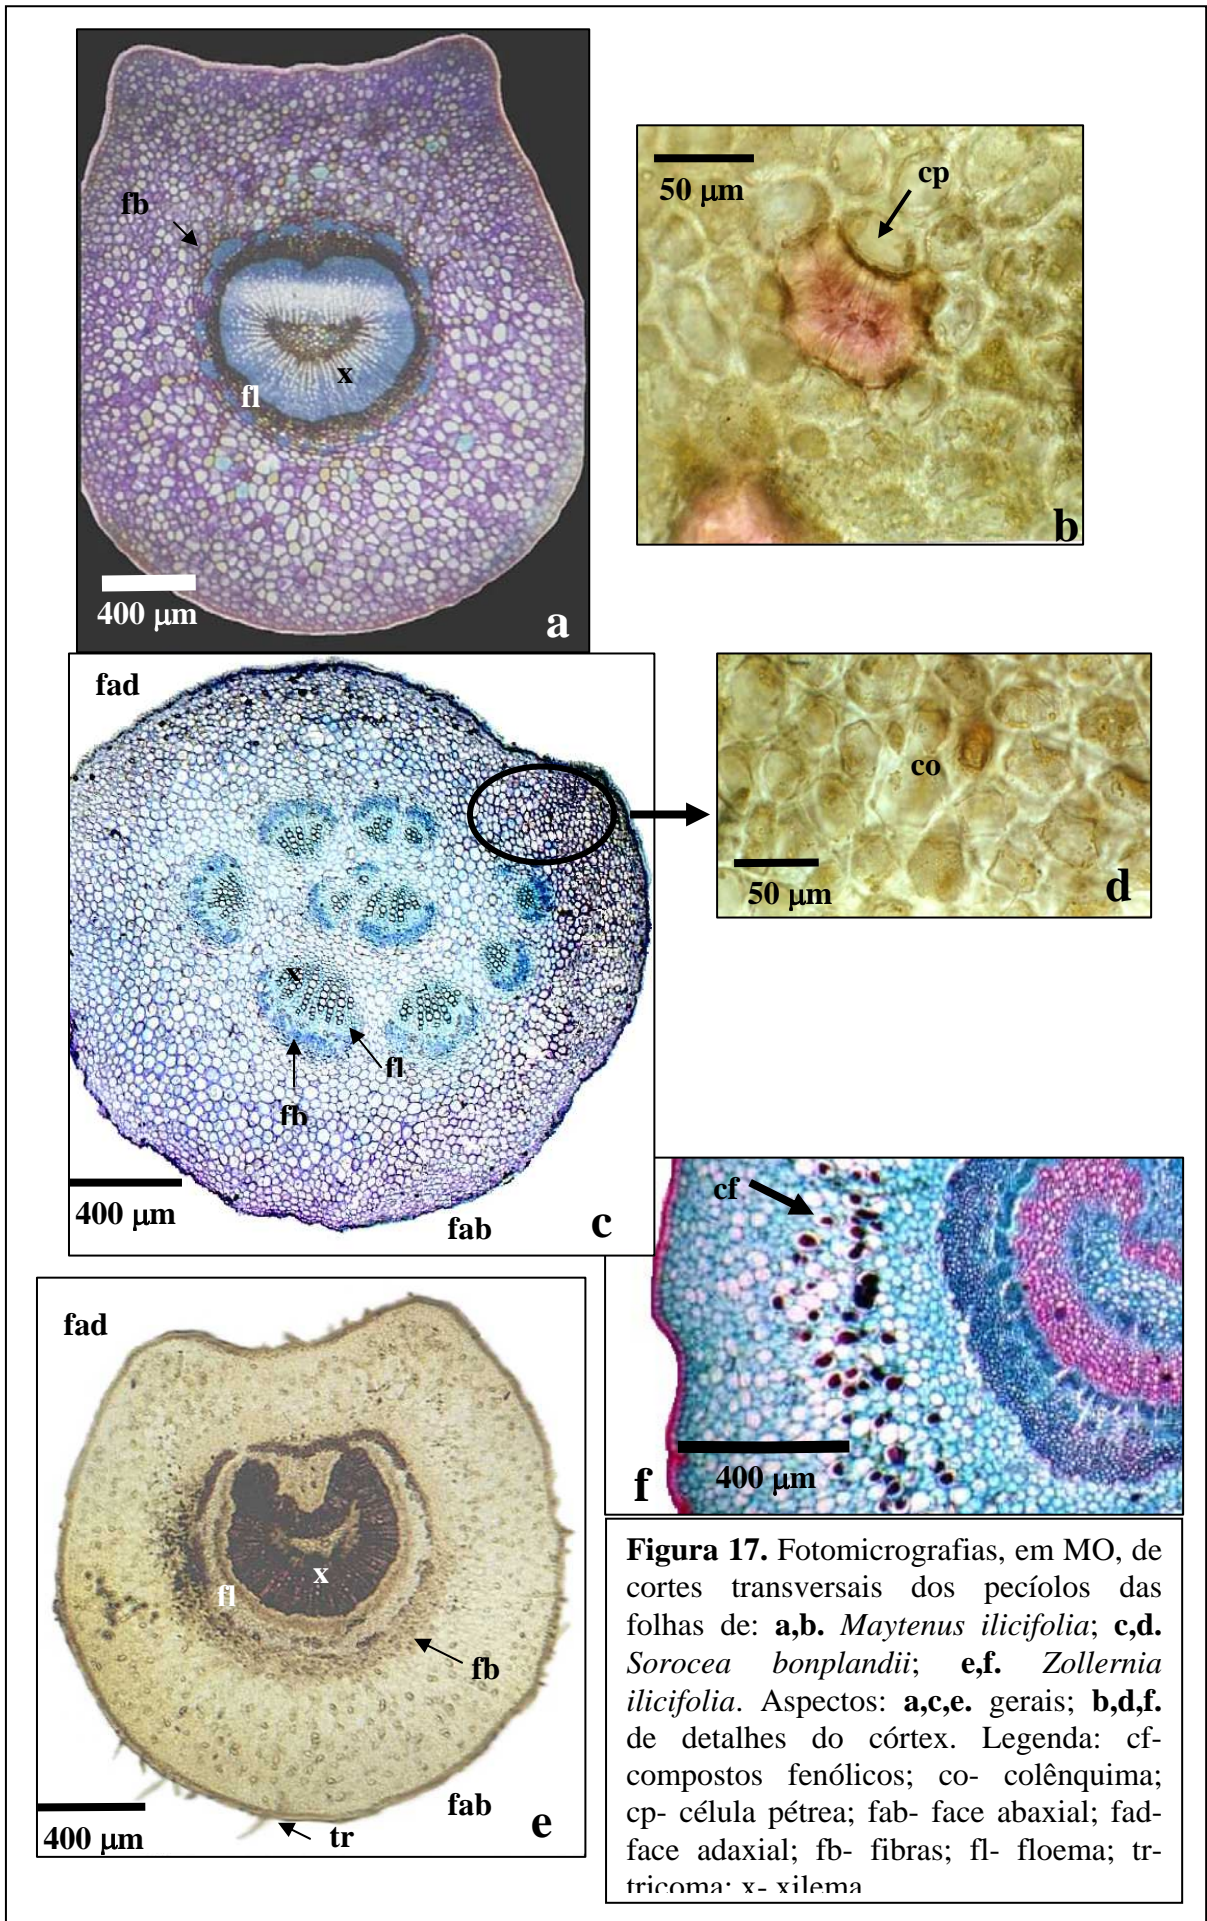 fb
fl
x
400 µm
a
50 µm
cp
b
fad
x
fl
fb
400 µm
fab
c
co
50 µm
d
cf
400 µm
f
fad
fl
x
fb
400 µm
tr
fab
e
Figura 17. Fotomicrografias, em MO, de
cortes transversais dos pecíolos das
folhas de: a,b. Maytenus ilicifolia; c,d.
Sorocea bonplandii; e,f. Zollernia
ilicifolia. Aspectos: a,c,e. gerais; b,d,f.
de detalhes do córtex. Legenda: cf-
compostos fenólicos; co- colênquima;
cp- célula pétrea; fab- face abaxial; fad-
face adaxial; fb- fibras; fl- floema; tr-
tricoma; x- xilema